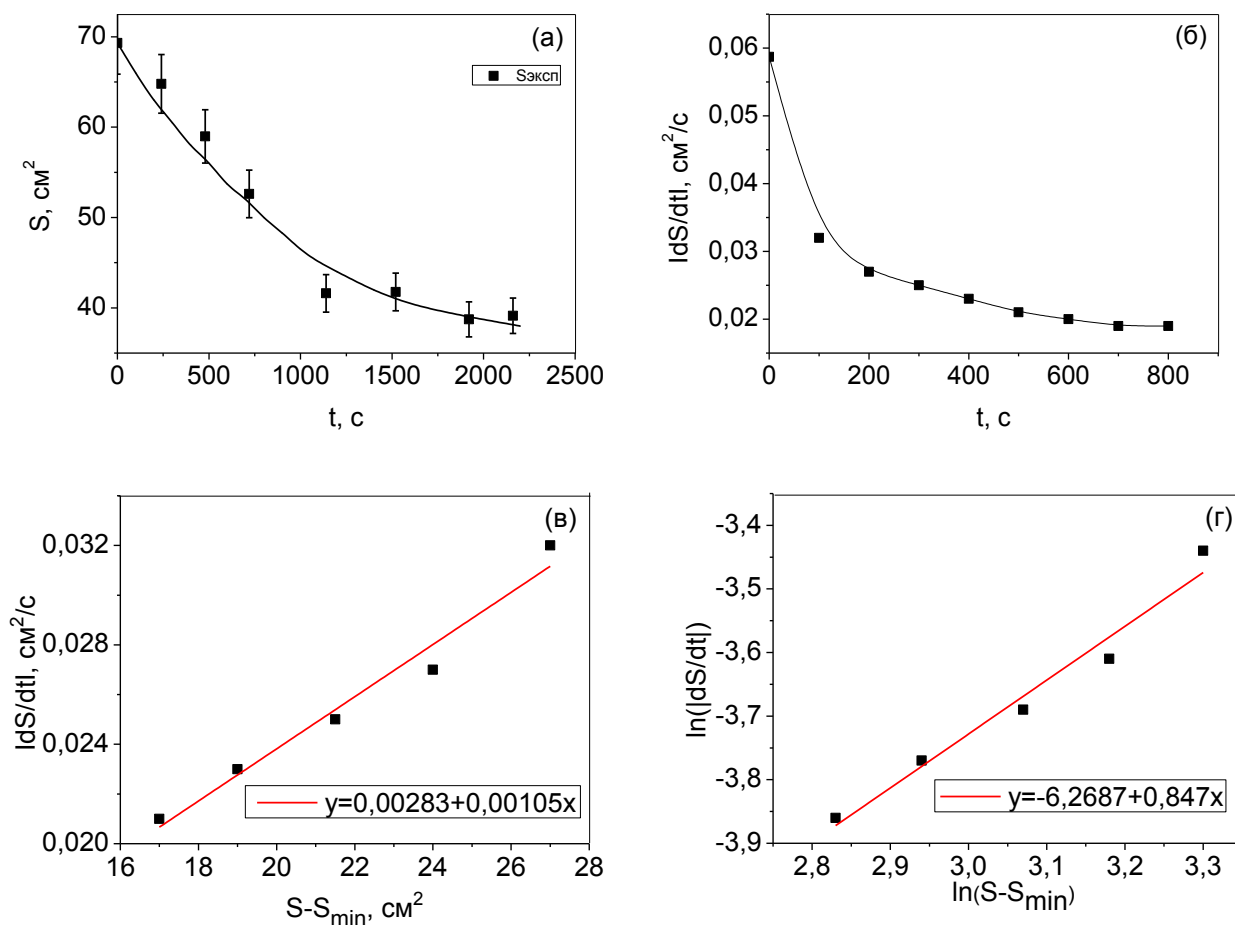 (а)
Sэксп
S, см²
70
60
50
40
0 500 1000 1500 2000 2500
t, с
(б)
IdS/dtI, см²/с
0,06
0,05
0,04
0,03
0,02
0 200 400 600 800
t, с
(в)
IdS/dtI, см²/с
0,032
0,028
0,024
0,020
y=0,00283+0,00105x
16 18 20 22 24 26 28
S-Smin, см²
(г)
ln(|dS/dt|)
-3,4
-3,5
-3,6
-3,7
-3,8
-3,9
y=-6,2687+0,847x
2,8 2,9 3,0 3,1 3,2 3,3
ln(S-Smin)